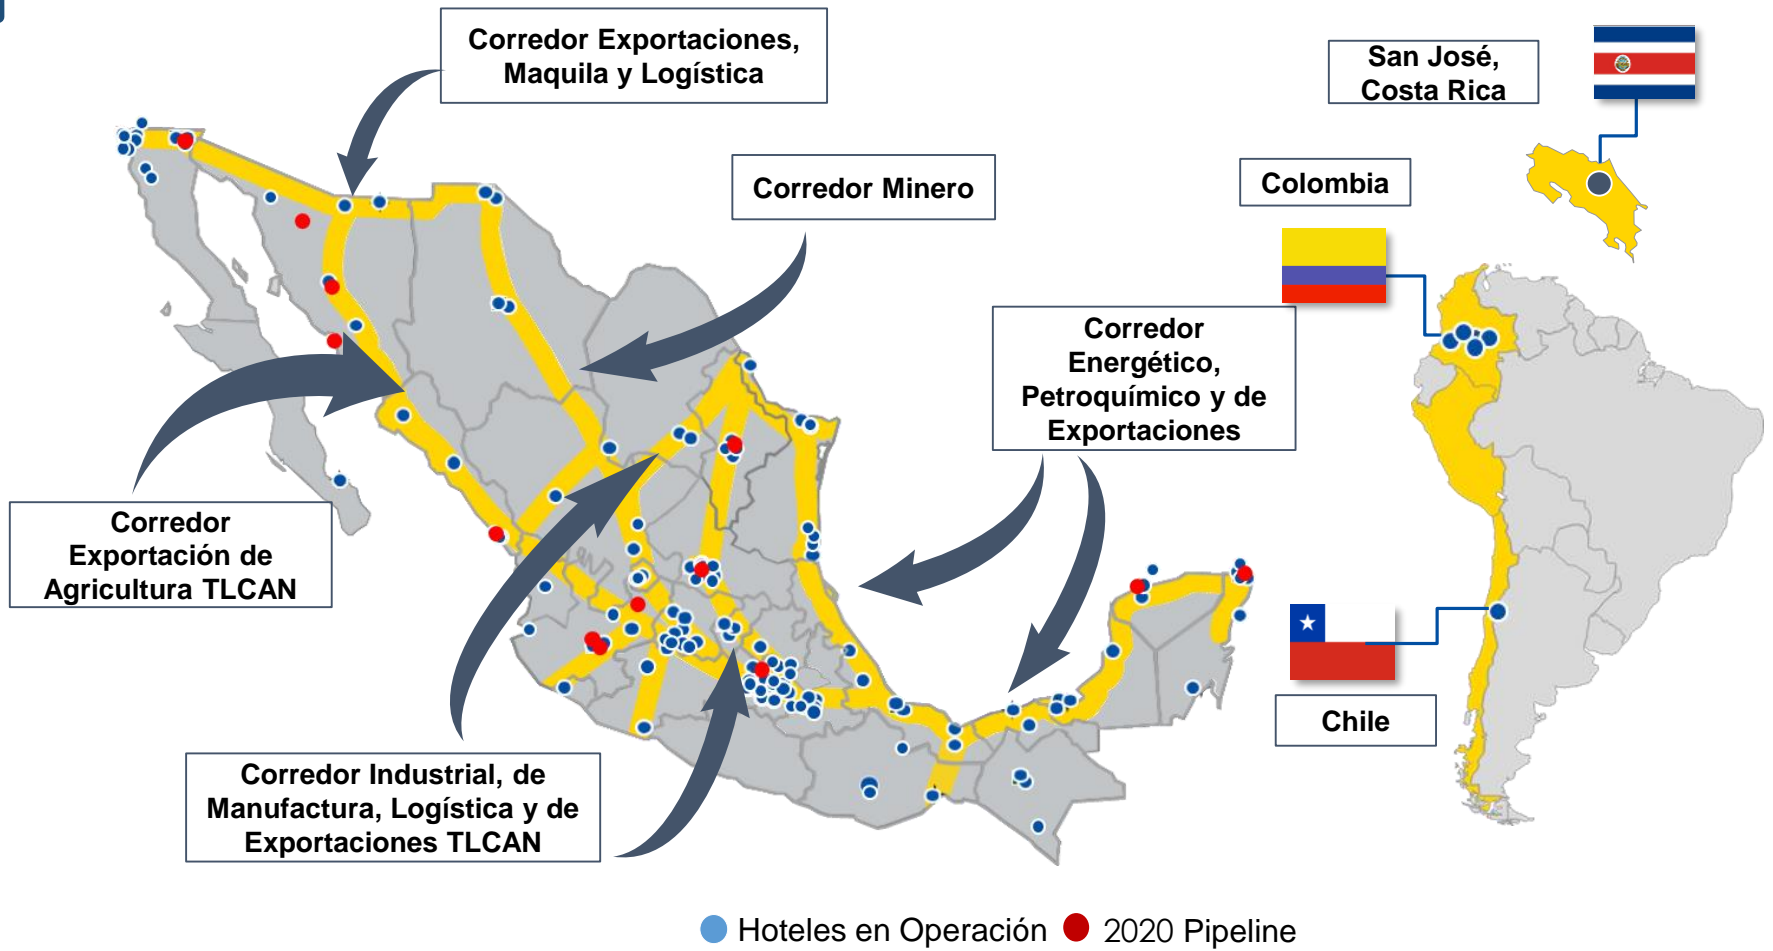 Corredor Exportaciones,
Maquila y Logística
San José,
Costa Rica
Corredor Minero
Colombia
Corredor
Energético,
Petroquímico y de
Exportaciones
Corredor
Exportación de
Agricultura TLCAN
Chile
Corredor Industrial, de
Manufactura, Logística y de
Exportaciones TLCAN
Hoteles en Operación
2020 Pipeline